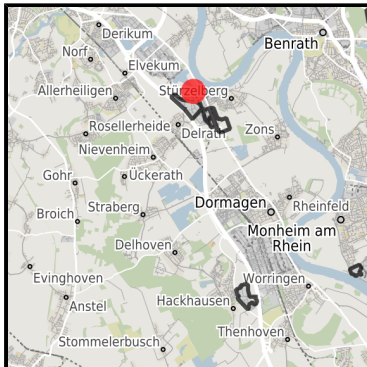 Derikum
Benrath
Norf
Elvekum
Allerheiligen
Stürzelberg
Rosellerheide
Delrath
Zons
Nievenheim
Gohr
Ückerath
Straberg
Dormagen
Rheinfeld
Broich
Monheim am
Rhein
Delhoven
Evinghoven
Worringen
Anstel
Hackhausen
Thenhoven
Stommelerbusch